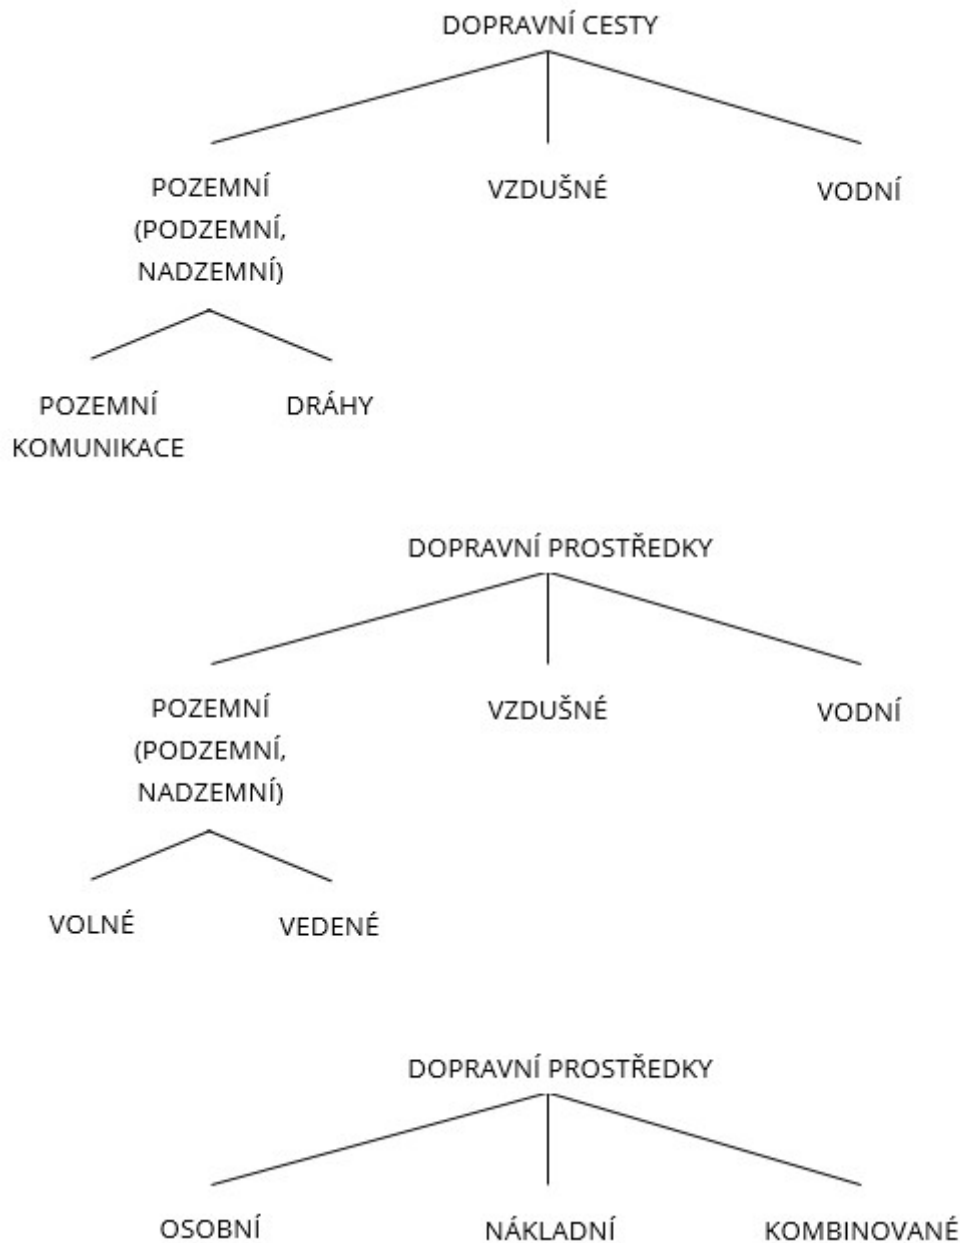 DOPRAVNÍ CESTY
POZEMNÍ
(PODZEMNÍ,
NADZEMNÍ)
VZDUŠNÉ
VODNÍ
POZEMNÍ
KOMUNIKACE
DRÁHY
DOPRAVNÍ PROSTŘEDKY
POZEMNÍ
(PODZEMNÍ,
NADZEMNÍ)
VZDUŠNÉ
VODNÍ
VOLNÉ
VEDENÉ
DOPRAVNÍ PROSTŘEDKY
OSOBNÍ
NÁKLADNÍ
KOMBINOVANÉ